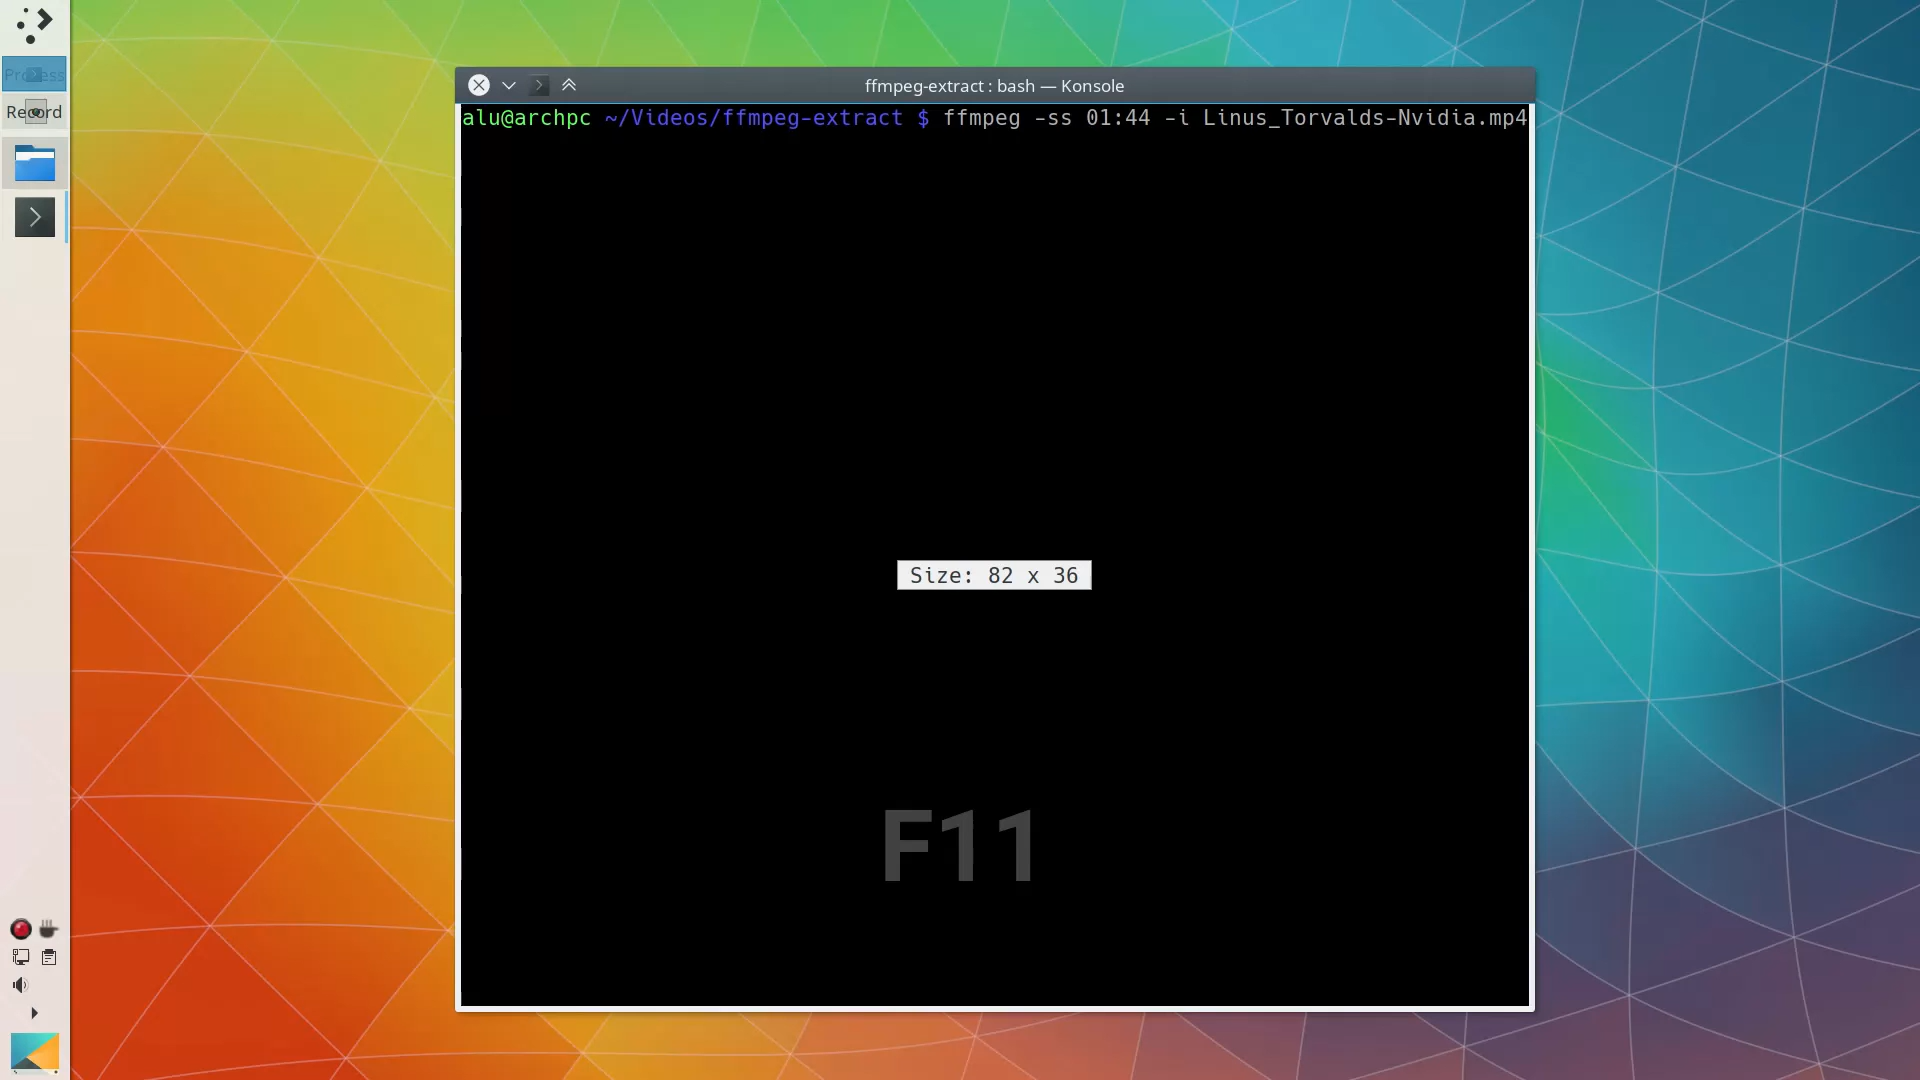 Process
Record
ffmpeg-extract : bash — Konsole
alu@archpc ~/Videos/ffmpeg-extract $ ffmpeg -ss 01:44 -i Linus_Torvalds-Nvidia.mp4
Size: 82 x 36
F11